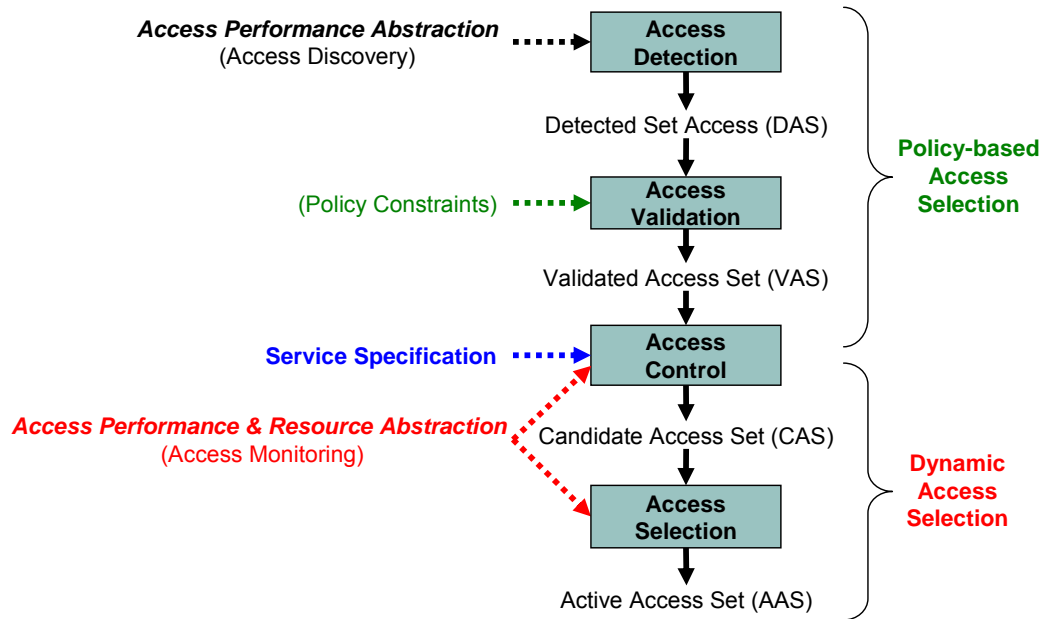 Access Performance Abstraction
(Access Discovery)
Access
Detection
Detected Set Access (DAS)
Policy-based
Access
Selection
(Policy Constraints)
Access
Validation
Validated Access Set (VAS)
Service Specification
Access
Control
Access Performance & Resource Abstraction
(Access Monitoring)
Candidate Access Set (CAS)
Dynamic
Access
Selection
Access
Selection
Active Access Set (AAS)